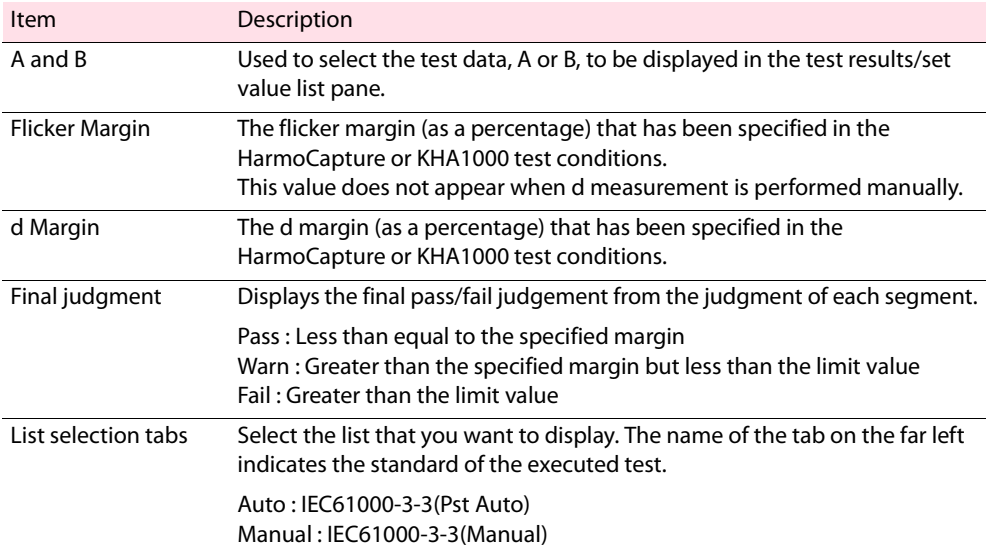 Item Description
A and B Used to select the test data, A or B, to be displayed in the test results/set
value list pane.
Flicker Margin The flicker margin (as a percentage) that has been specified in the
HarmoCapture or KHA1000 test conditions.
This value does not appear when d measurement is performed manually.
d Margin The d margin (as a percentage) that has been specified in the
HarmoCapture or KHA1000 test conditions.
Final judgment Displays the final pass/fail judgement from the judgment of each segment.
Pass : Less than equal to the specified margin
Warn : Greater than the specified margin but less than the limit value
Fail : Greater than the limit value
List selection tabs Select the list that you want to display. The name of the tab on the far left
indicates the standard of the executed test.
Auto : IEC61000-3-3(Pst Auto)
Manual : IEC61000-3-3(Manual)